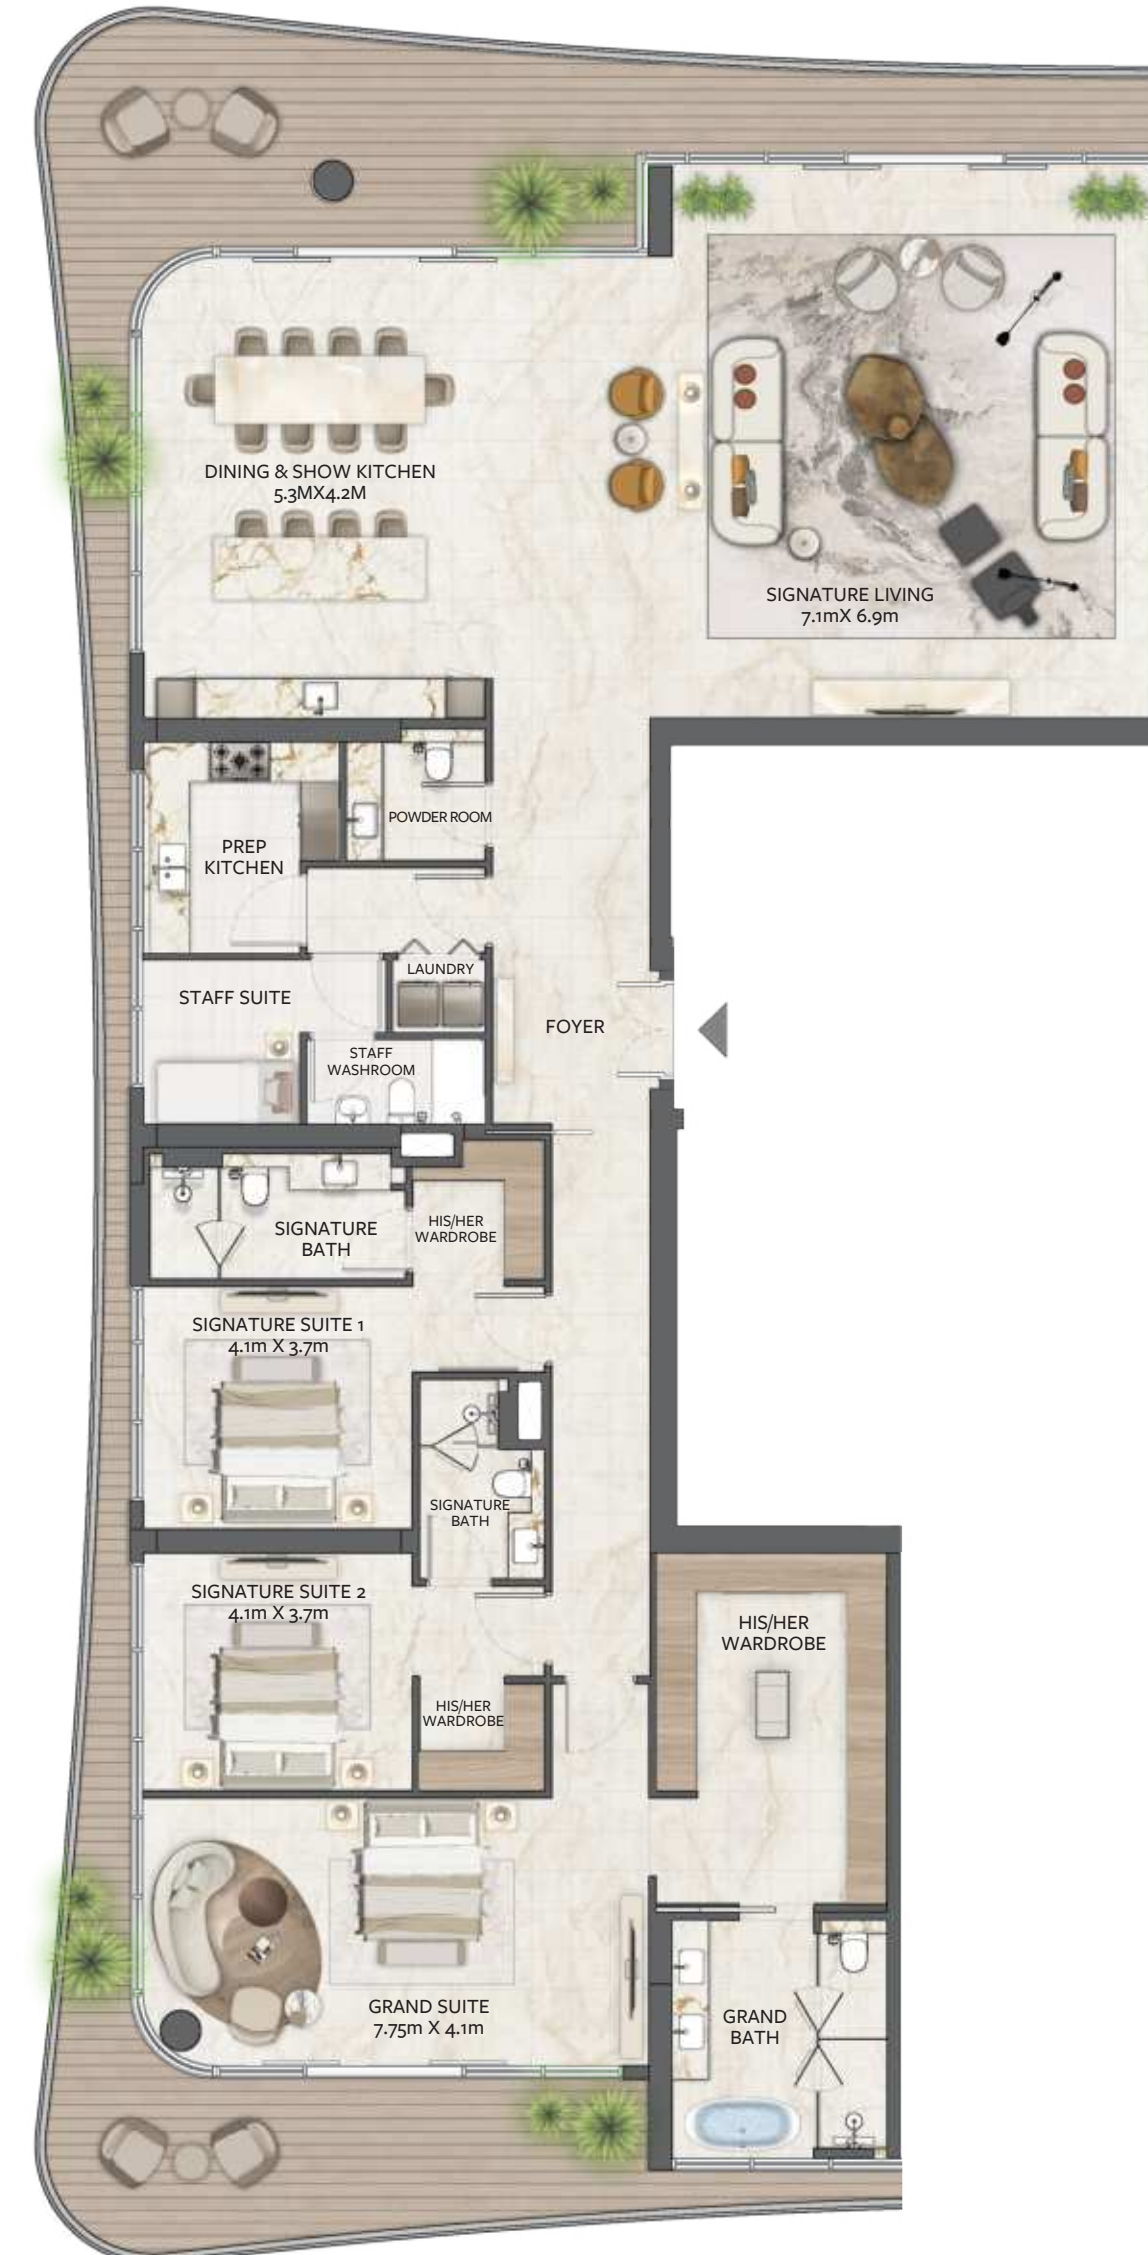 DINING & SHOW KITCHEN
5.3MX4.2M
SIGNATURE LIVING
7.1mX 6.9m
POWDER ROOM
PREP
KITCHEN
LAUNDRY
STAFF SUITE
FOYER
STAFF
WASHROOM
SIGNATURE
BATH
HIS/HER
WARDROBE
SIGNATURE SUITE 1
4.1m X 3.7m
SIGNATURE
BATH
SIGNATURE SUITE 2
4.1m X 3.7m
HIS/HER
WARDROBE
HIS/HER
WARDROBE
GRAND SUITE
7.75m X 4.1m
GRAND
BATH